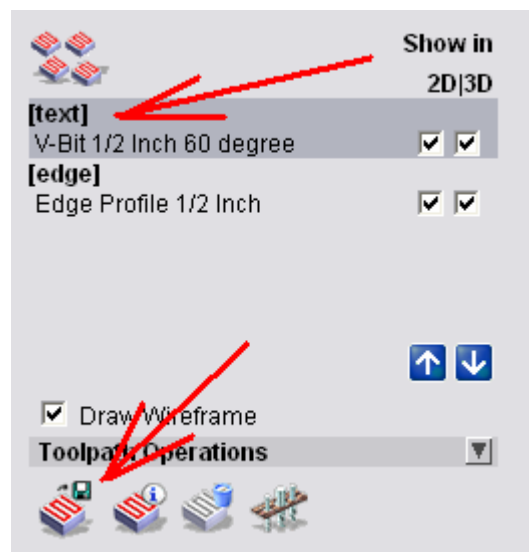 Show in
2D|3D
[text]
V-Bit 1/2 Inch 60 degree
[edge]
Edge Profile 1/2 Inch
Draw Wireframe
Toolpath Operations